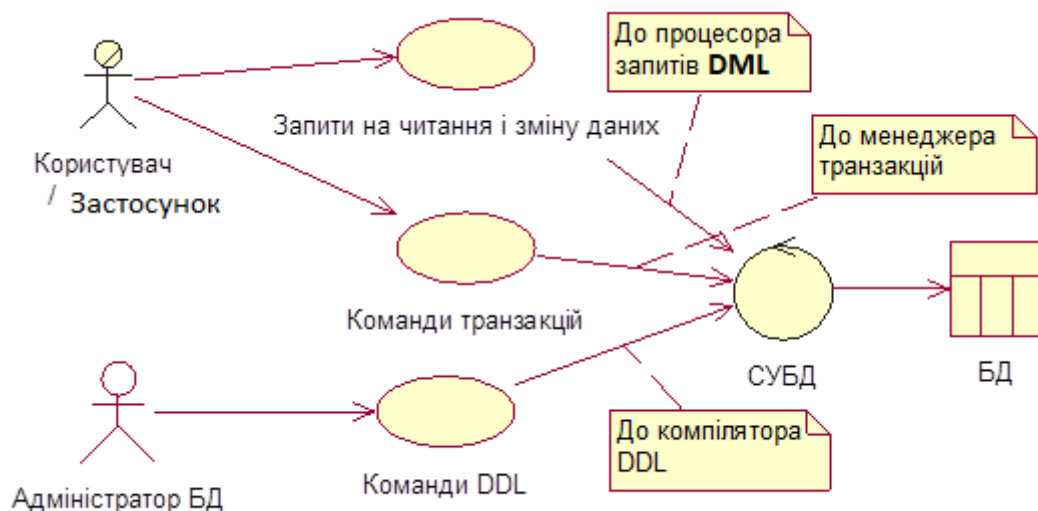 До процесора
запитів DML
Запити на читання і зміну даних
До менеджера
транзакцій
Користувач
/ Застосунок
Команди транзакцій
СУБД
БД
До компілятора
DDL
Команди DDL
Адміністратор БД